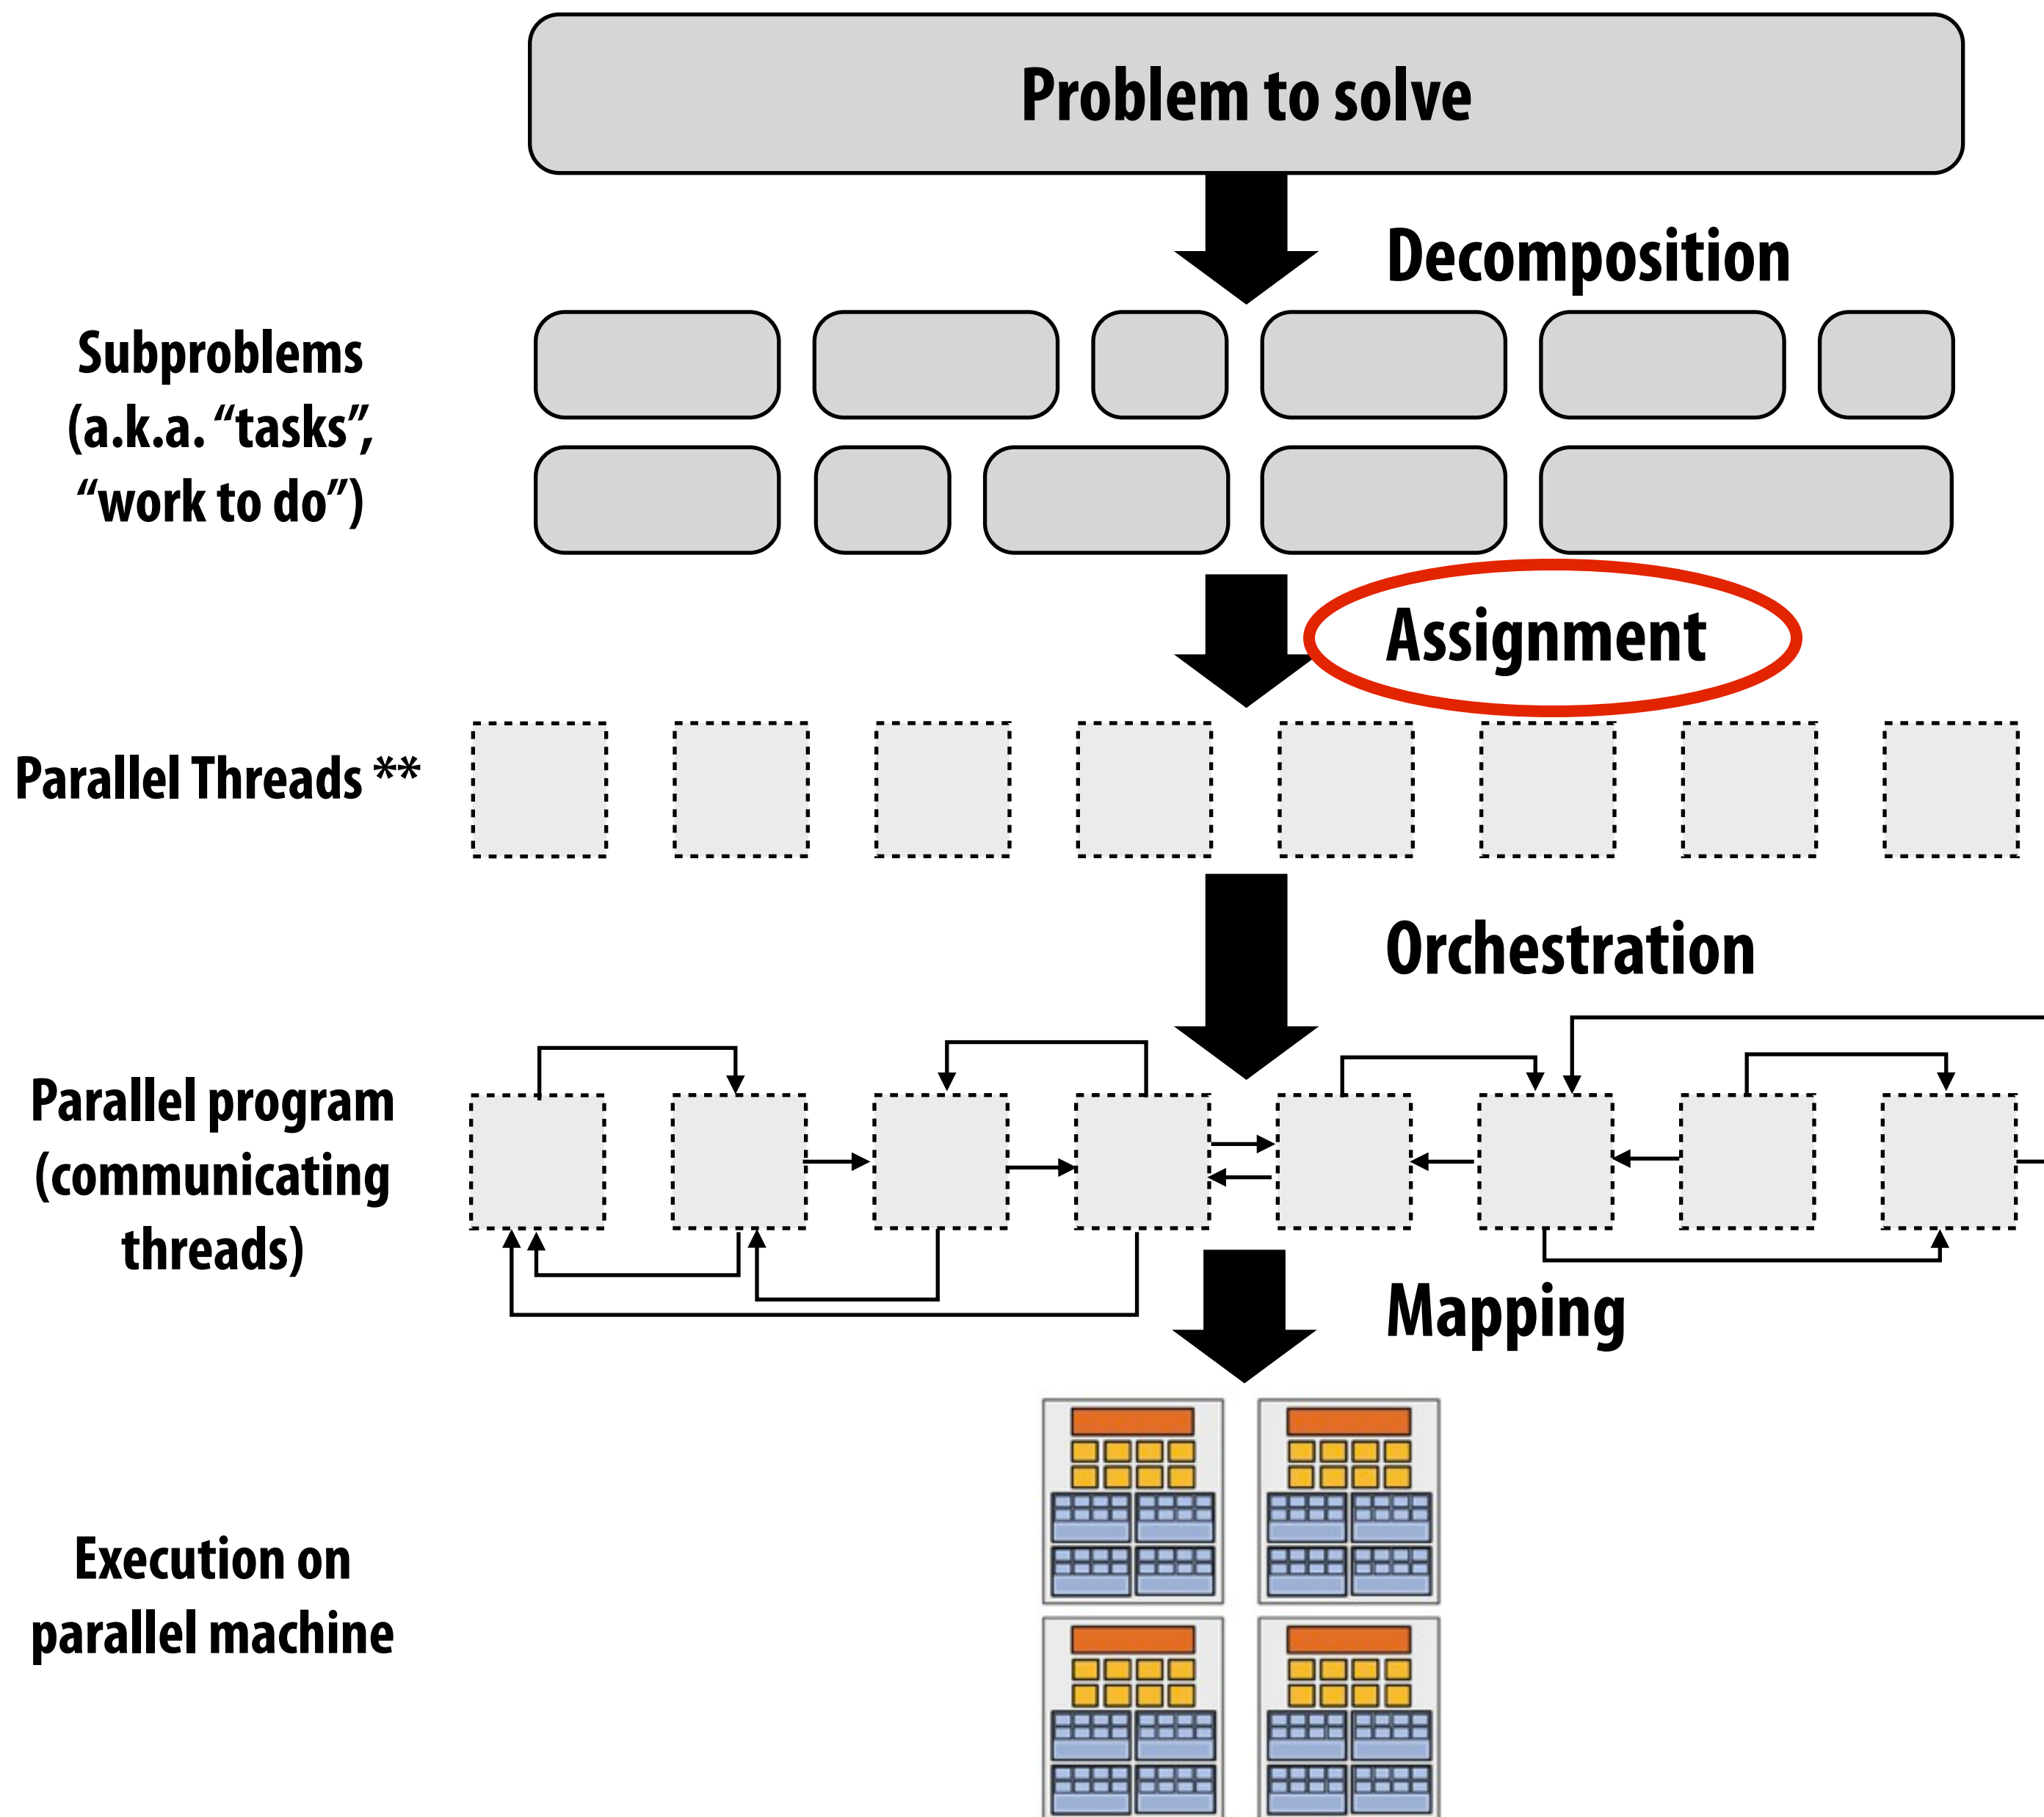 Problem to solve
Decomposition
Subproblems
(a.k.a. “tasks”,
“work to do”)
Assignment
Parallel Threads **
Orchestration
Parallel program
(communicating
threads)
Mapping
Execution on
parallel machine